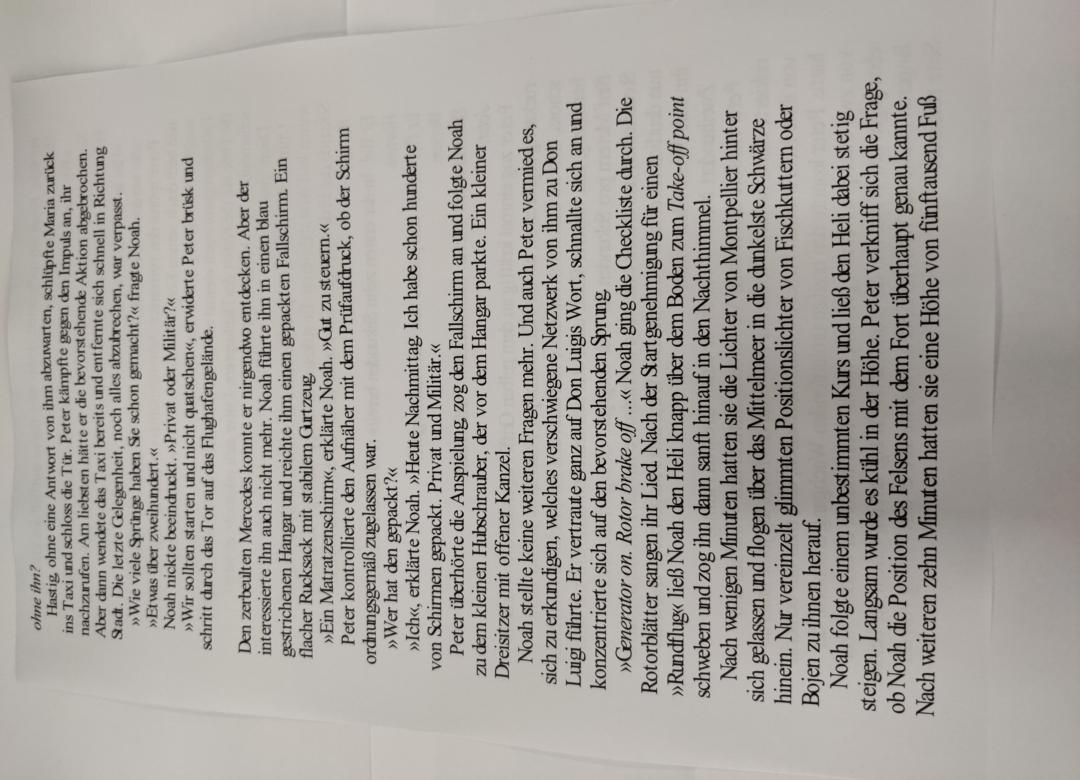 ohne ihn?
Hastig, ohne eine Antwort von ihm abzuwarten, schlüpfte Maria zurück
ins Taxi und schloss die Tür. Peter kämpfte gegen den Impuls an, ihr
nachzurufen. Am liebsten hätte er die bevorstehende Aktion abgebrochen.
Aber dann wendete das Taxi bereits und entfernte sich schnell in Richtung
Stadt. Die letzte Gelegenheit, noch alles abzubrechen, war verpasst.
»Wie viele Sprünge haben Sie schon gemacht?« fragte Noah.
»Etwas über zweihundert.«
Noah nickte beeindruckt. »Privat oder Militär?«
»Wir sollten starten und nicht quatschen«, erwiderte Peter brüsk und
schritt durch das Tor auf das Flughafengelände.
Den zerbeulten Mercedes konnte er nirgendwo entdecken. Aber der
interessierte ihn auch nicht mehr. Noah führte ihn in einen blau
gestrichenen Hangar und reichte ihm einen gepackten Fallschirm. Ein
flacher Rucksack mit stabilem Gurtzeug.
»Ein Matratzenschirm«, erklärte Noah. »Gut zu steuern.«
Peter kontrollierte den Aufnäher mit dem Prüfaufdruck, ob der Schirm
ordnungsgemäß zugelassen war.
»Wer hat den gepackt?«
»Ich«, erklärte Noah. »Heute Nachmittag. Ich habe schon hunderte
von Schirmen gepackt. Privat und Militär.«
Peter überhörte die Anspielung, zog den Fallschirm an und folgte Noah
zu dem kleinen Hubschrauber, der vor dem Hangar parkte. Ein kleiner
Dreisitzer mit offener Kanzel.
Noah stellte keine weiteren Fragen mehr. Und auch Peter vermied es,
sich zu erkundigen, welches verschwiegene Netzwerk von ihm zu Don
Luigi führte. Er vertraute ganz auf Don Luigis Wort, schnallte sich an und
konzentrierte sich auf den bevorstehenden Sprung.
»Generator on. Rotor brake off …« Noah ging die Checkliste durch. Die
Rotorblätter sangen ihr Lied. Nach der Startgenehmigung für einen
»Rundflug« ließ Noah den Heli knapp über dem Boden zum Take-off point
schweben und zog ihn dann sanft hinauf in den Nachthimmel.
Nach wenigen Minuten hatten sie die Lichter von Montpellier hinter
sich gelassen und flogen über das Mittelmeer in die dunkelste Schwärze
hinein. Nur vereinzelt glimmten Positionslichter von Fischkuttern oder
Bojen zu ihnen herauf.
Noah folgte einem unbestimmten Kurs und ließ den Heli dabei stetig
steigen. Langsam wurde es kühl in der Höhe. Peter verkniff sich die Frage,
ob Noah die Position des Felsens mit dem Fort überhaupt genau kannte.
Nach weiteren zehn Minuten hatten sie eine Höhe von fünftausend Fuß